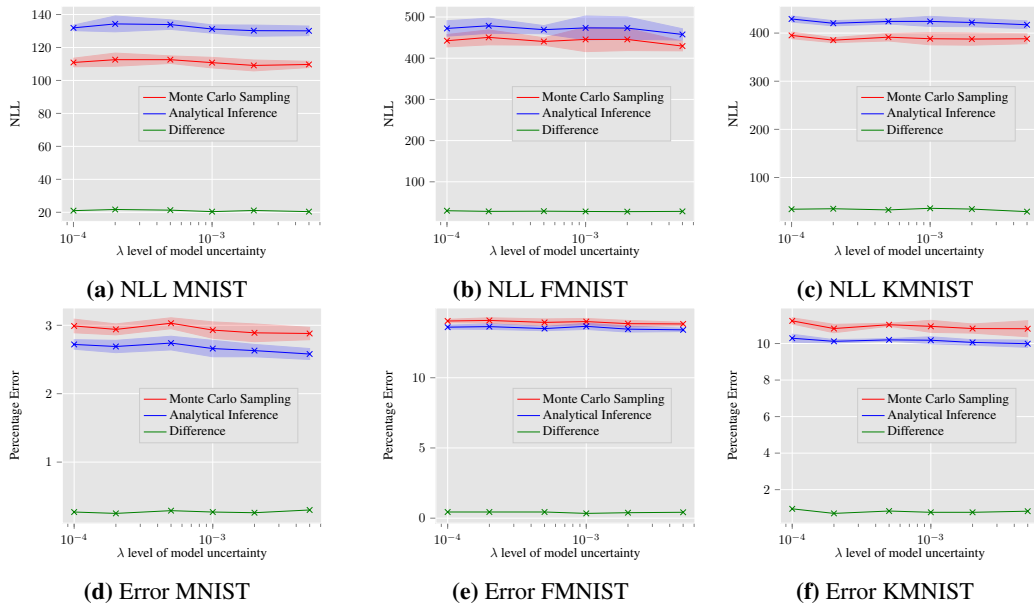 140
120
100
80
60
40
20
NLL
Monte Carlo Sampling
Analytical Inference
Difference
10⁻⁴
10⁻³
λ level of model uncertainty
(a) NLL MNIST
500
400
300
200
100
NLL
Monte Carlo Sampling
Analytical Inference
Difference
10⁻⁴
10⁻³
λ level of model uncertainty
(b) NLL FMNIST
400
300
200
100
NLL
Monte Carlo Sampling
Analytical Inference
Difference
10⁻⁴
10⁻³
λ level of model uncertainty
(c) NLL KMNIST
3
2
1
Percentage Error
Monte Carlo Sampling
Analytical Inference
Difference
10⁻⁴
10⁻³
λ level of model uncertainty
(d) Error MNIST
10
5
0
Percentage Error
Monte Carlo Sampling
Analytical Inference
Difference
10⁻⁴
10⁻³
λ level of model uncertainty
(e) Error FMNIST
10
8
6
4
2
Percentage Error
Monte Carlo Sampling
Analytical Inference
Difference
10⁻⁴
10⁻³
λ level of model uncertainty
(f) Error KMNIST